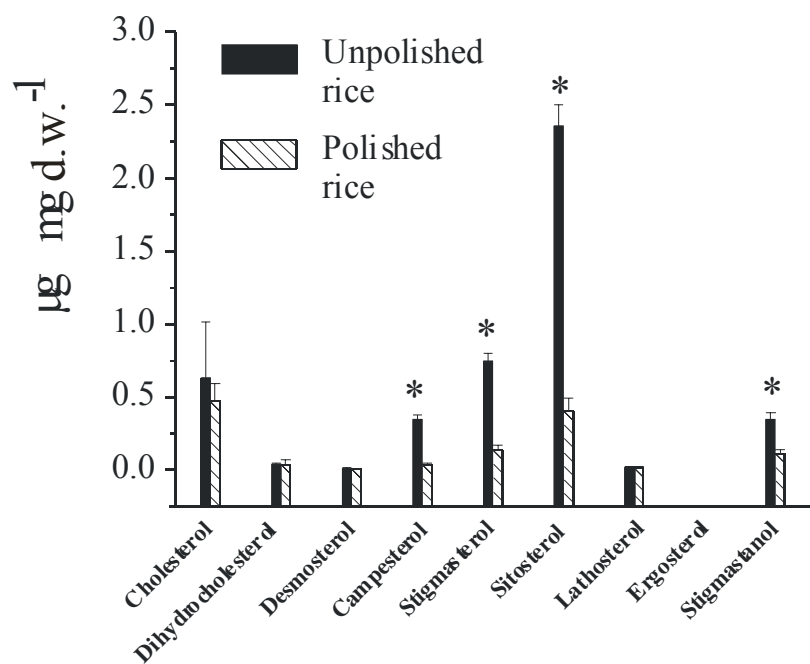 3.0
2.5
2.0
1.5
1.0
0.5
0.0
µg mg d.w.⁻¹
Unpolished
rice
Polished
rice
*
*
*
*
Cholesterol
Dihydrocholesterol
Desmosterol
Campesterol
Stigmasterol
Sitosterol
Lathosterol
Ergosterol
Stigmastanol